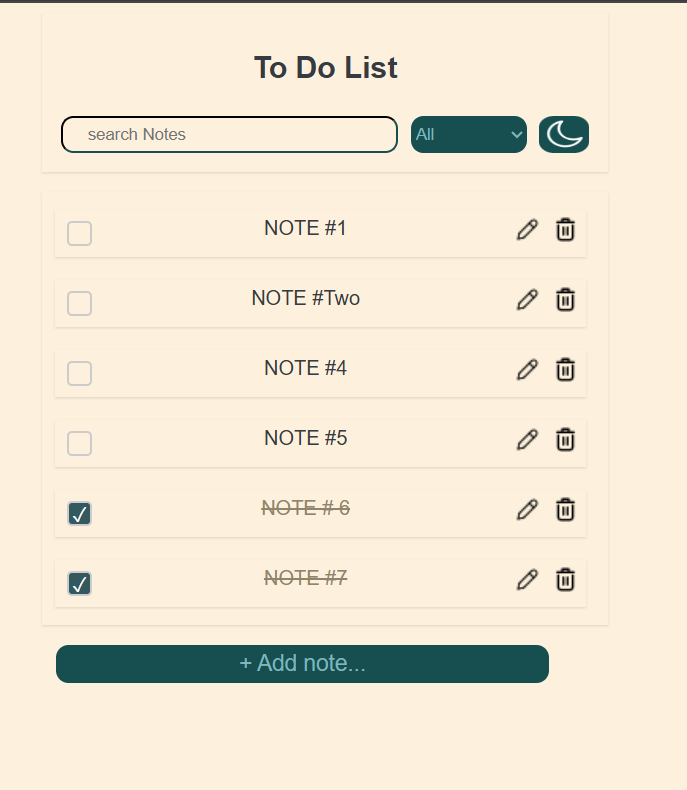 To Do List
search Notes
All
NOTE #1
NOTE #Two
NOTE #4
NOTE #5
NOTE # 6
NOTE #7
+ Add note...